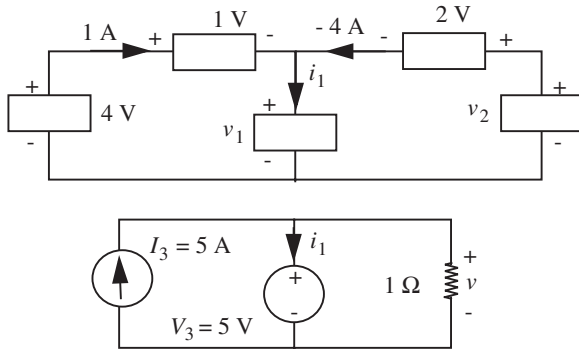 1 A + 1 V - - 4 A - 2 V +
+ 4 V -
i1
+ v1 -
+ v2 -
I3 = 5 A
i1
+ -
V3 = 5 V
1 Ω
+ v -